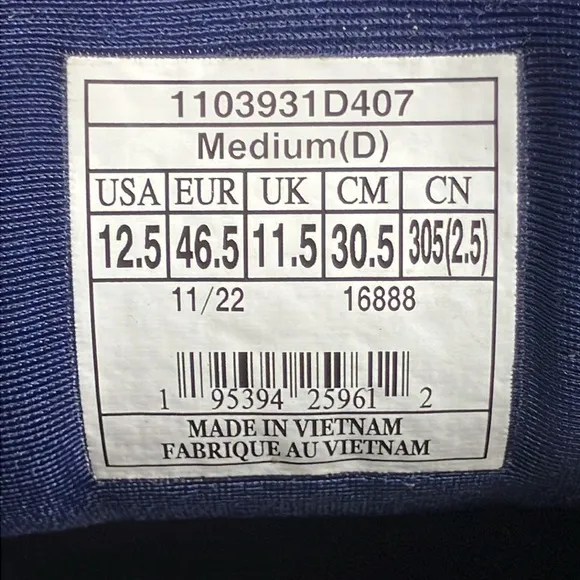 1103931D407
Medium(D)
USA EUR UK CM CN
12.5 46.5 11.5 30.5 305(2.5)
11/22 16888
1 95394 25961 2
MADE IN VIETNAM
FABRIQUE AU VIETNAM